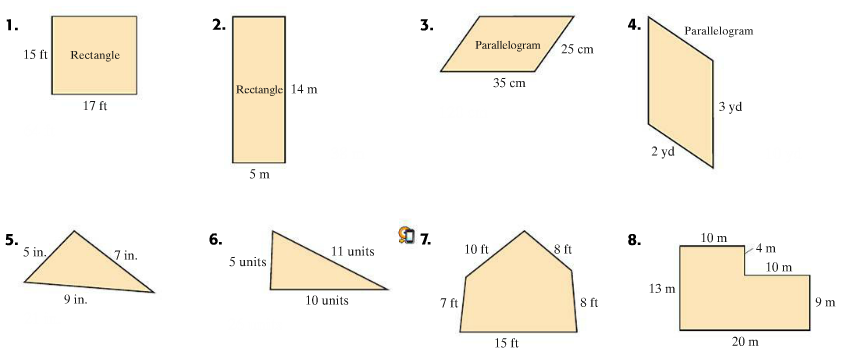 1.
15 ft
Rectangle
17 ft
2.
Rectangle
14 m
5 m
3.
Parallelogram
25 cm
35 cm
4.
Parallelogram
3 yd
2 yd
5.
5 in.
7 in.
9 in.
6.
5 units
11 units
10 units
7.
10 ft
8 ft
7 ft
8 ft
15 ft
8.
10 m
4 m
10 m
13 m
9 m
20 m